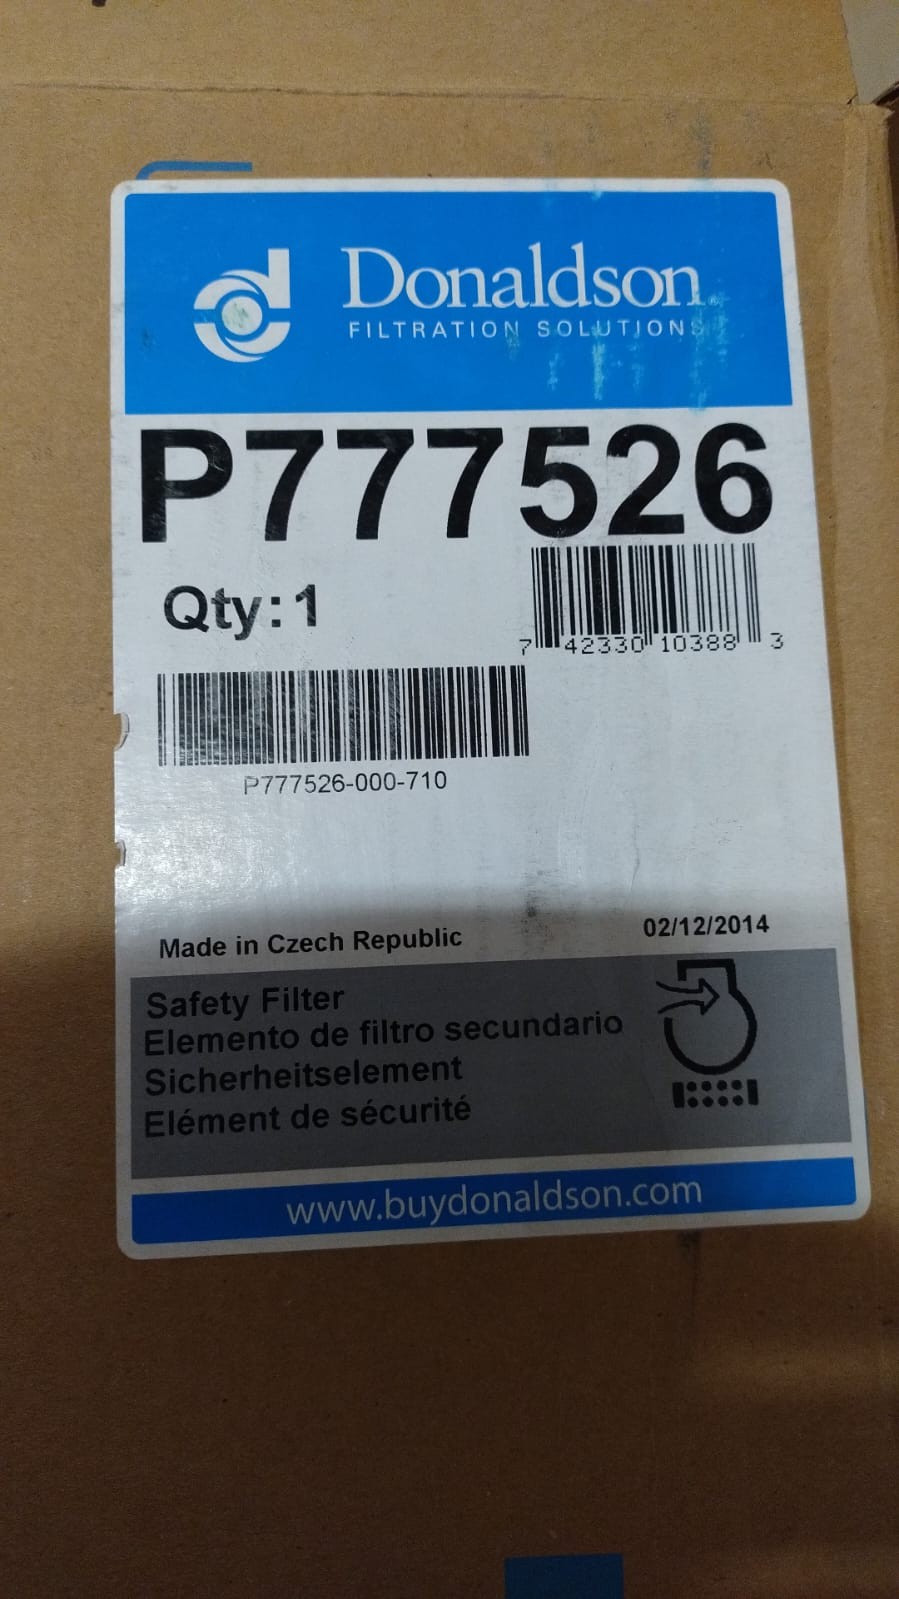 Donaldson.
FILTRATION SOLUTIONS
P777526
Qty: 1
7 42330 10388 3
P777526-000-710
Made in Czech Republic
02/12/2014
Safety Filter
Elemento de filtro secundario
Sicherheitselement
Elément de sécurité
www.buydonaldson.com